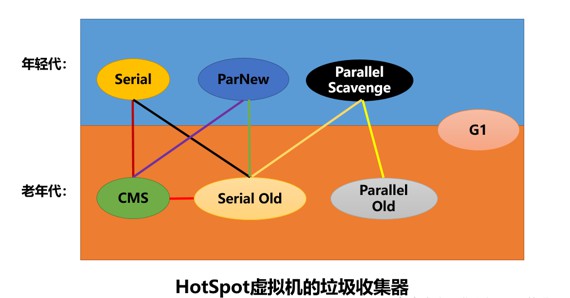 年轻代:
Serial
ParNew
Parallel
Scavenge
G1
老年代:
CMS
Serial Old
Parallel
Old
HotSpot虚拟机的垃圾收集器